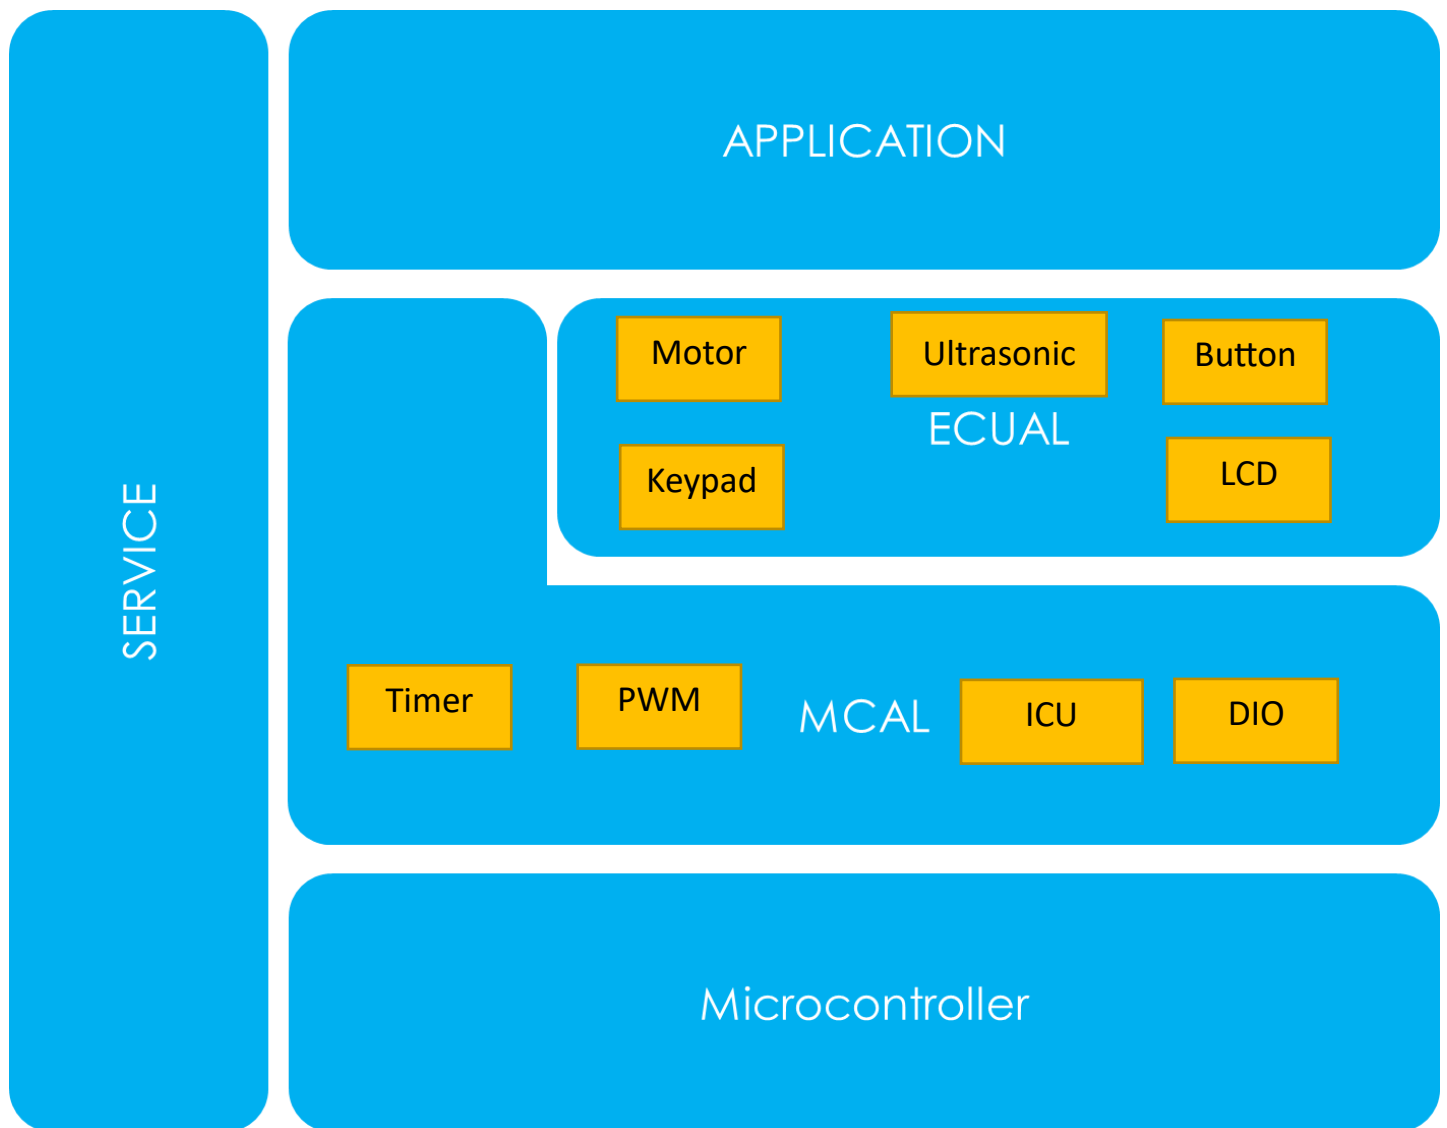 APPLICATION
SERVICE
Motor
Ultrasonic
Button
ECUAL
Keypad
LCD
Timer
PWM
MCAL
ICU
DIO
Microcontroller